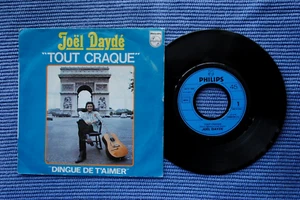 Joël Daydé
PHILIPS
"TOUT CRAQUE"
"DINGUE DE T'AIMER"
PHILIPS